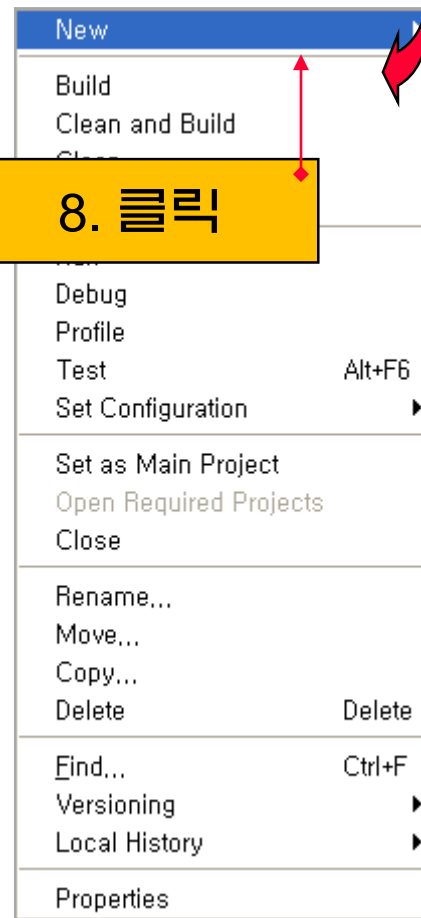 New
Build
Clean and Build
8. 클릭
Debug
Profile
Test Alt+F6
Set Configuration
Set as Main Project
Open Required Projects
Close
Rename,,,
Move,,,
Copy,,,
Delete Delete
Find,,, Ctrl+F
Versioning
Local History
Properties